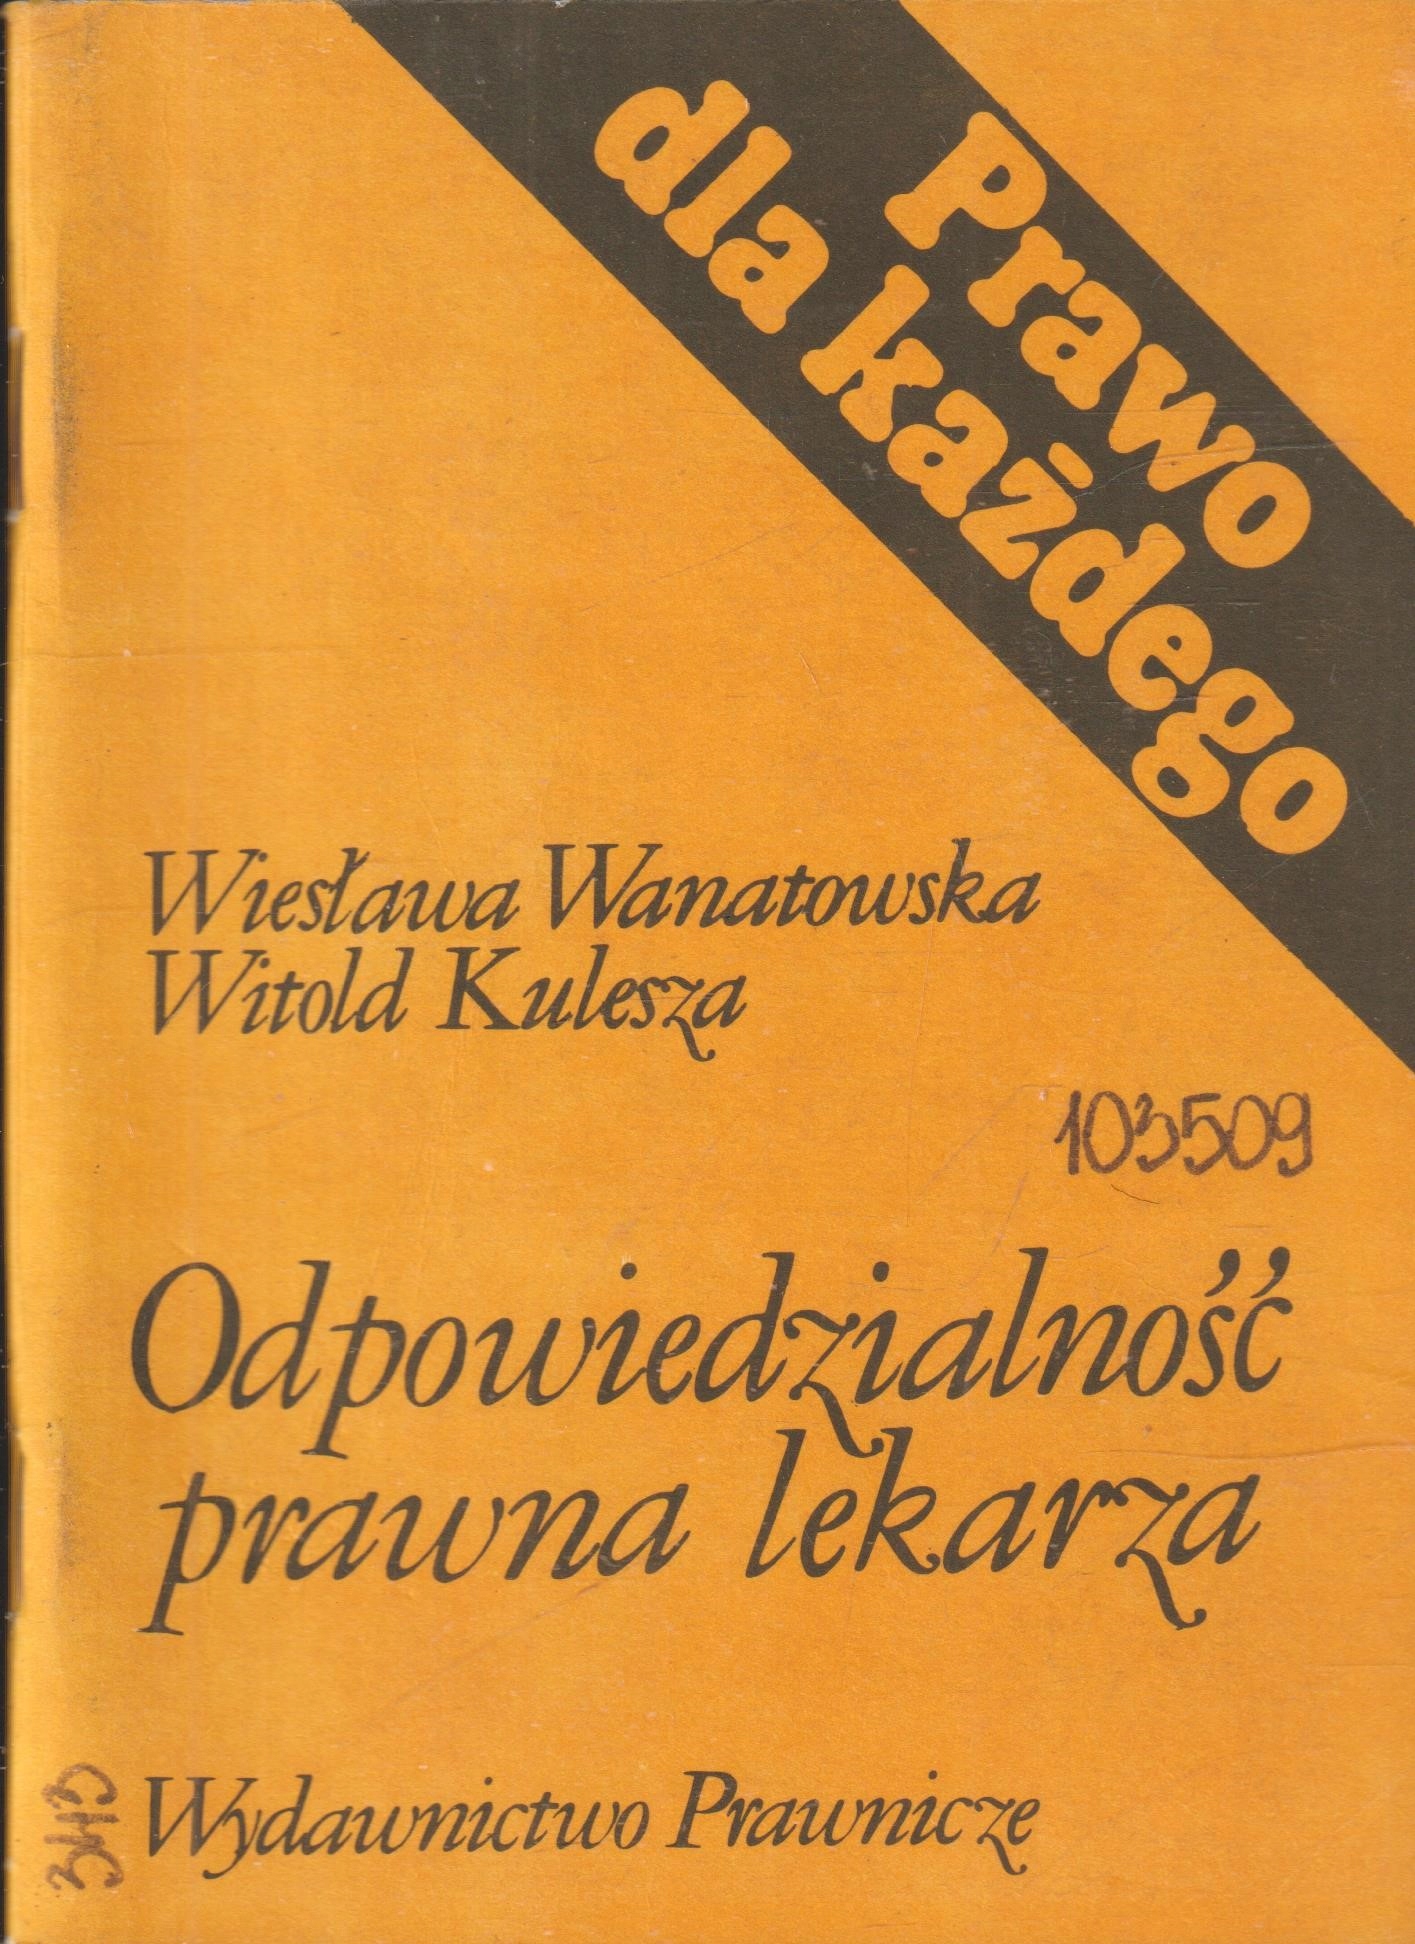 Prawo
dla każdego
Wiesława Wanatowska
Witold Kulesza
103509
Odpowiedzialność
prawna lekarza
Wydawnictwo Prawnicze